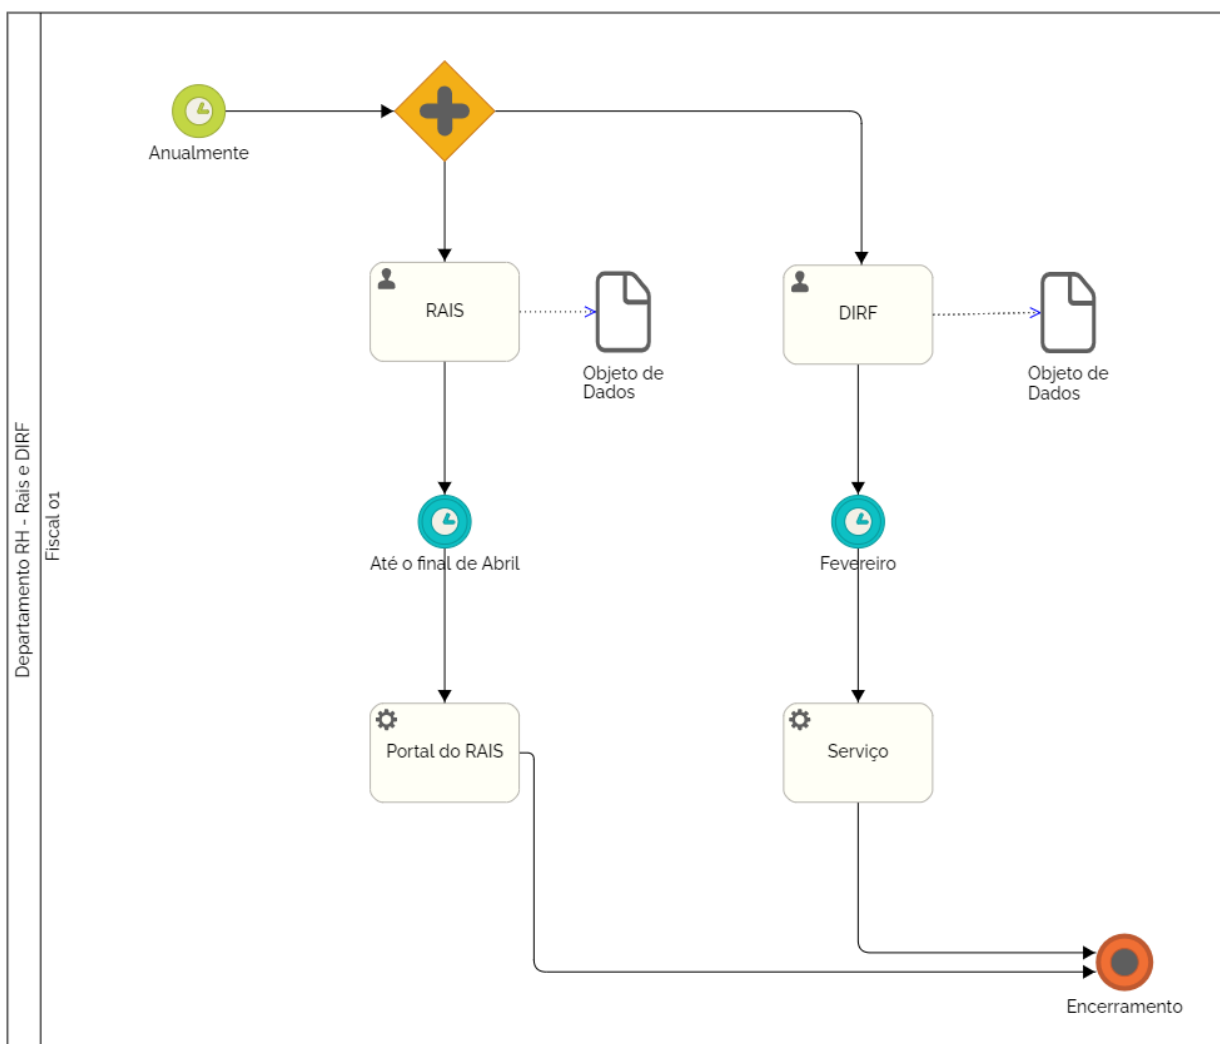 Departamento RH - Rais e DIRF
Fiscal 01
Anualmente
RAIS
Objeto de
Dados
DIRF
Objeto de
Dados
Até o final de Abril
Fevereiro
Portal do RAIS
Serviço
Encerramento